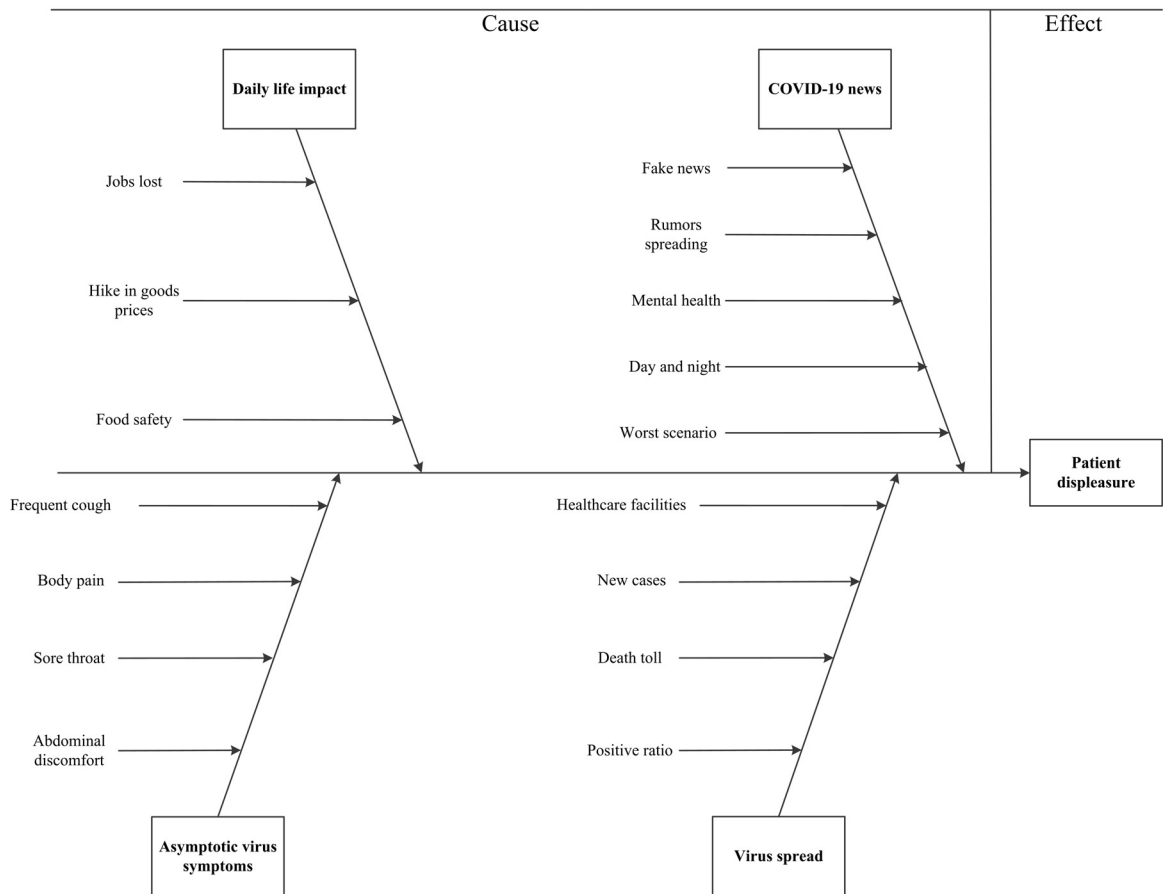 Cause
Effect
Daily life impact
COVID-19 news
Jobs lost
Hike in goods
prices
Food safety
Fake news
Rumors
spreading
Mental health
Day and night
Worst scenario
Patient
displeasure
Frequent cough
Body pain
Sore throat
Abdominal
discomfort
Healthcare facilities
New cases
Death toll
Positive ratio
Asymptotic virus
symptoms
Virus spread